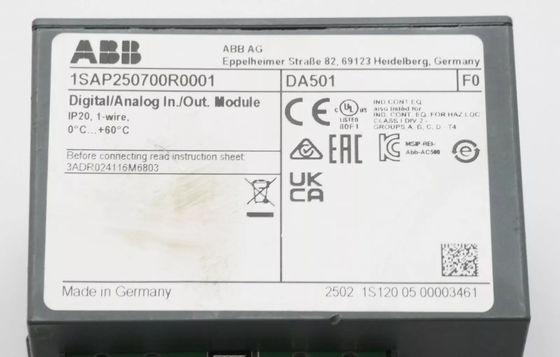 ABB
ABB AG
Eppelheimer Straße 82, 69123 Heidelberg, Germany
1SAP250700R0001
DA501
F0
Digital/Analog In./Out. Module
IP20, 1-wire,
0°C...+60°C
Before connecting read instruction sheet:
3ADR024116M6803
CE
UL
LISTED
80F1
IND.CONT.EQ.
also listed for
IND. CONT. EQ. FOR HAZ.LOC
CLASS I DIV 2
GROUPS A, B, C, D T4
EAC
MSIP-REI-
Abb-AC500
UK
CA
Made in Germany
2502 1S120 05 00003461